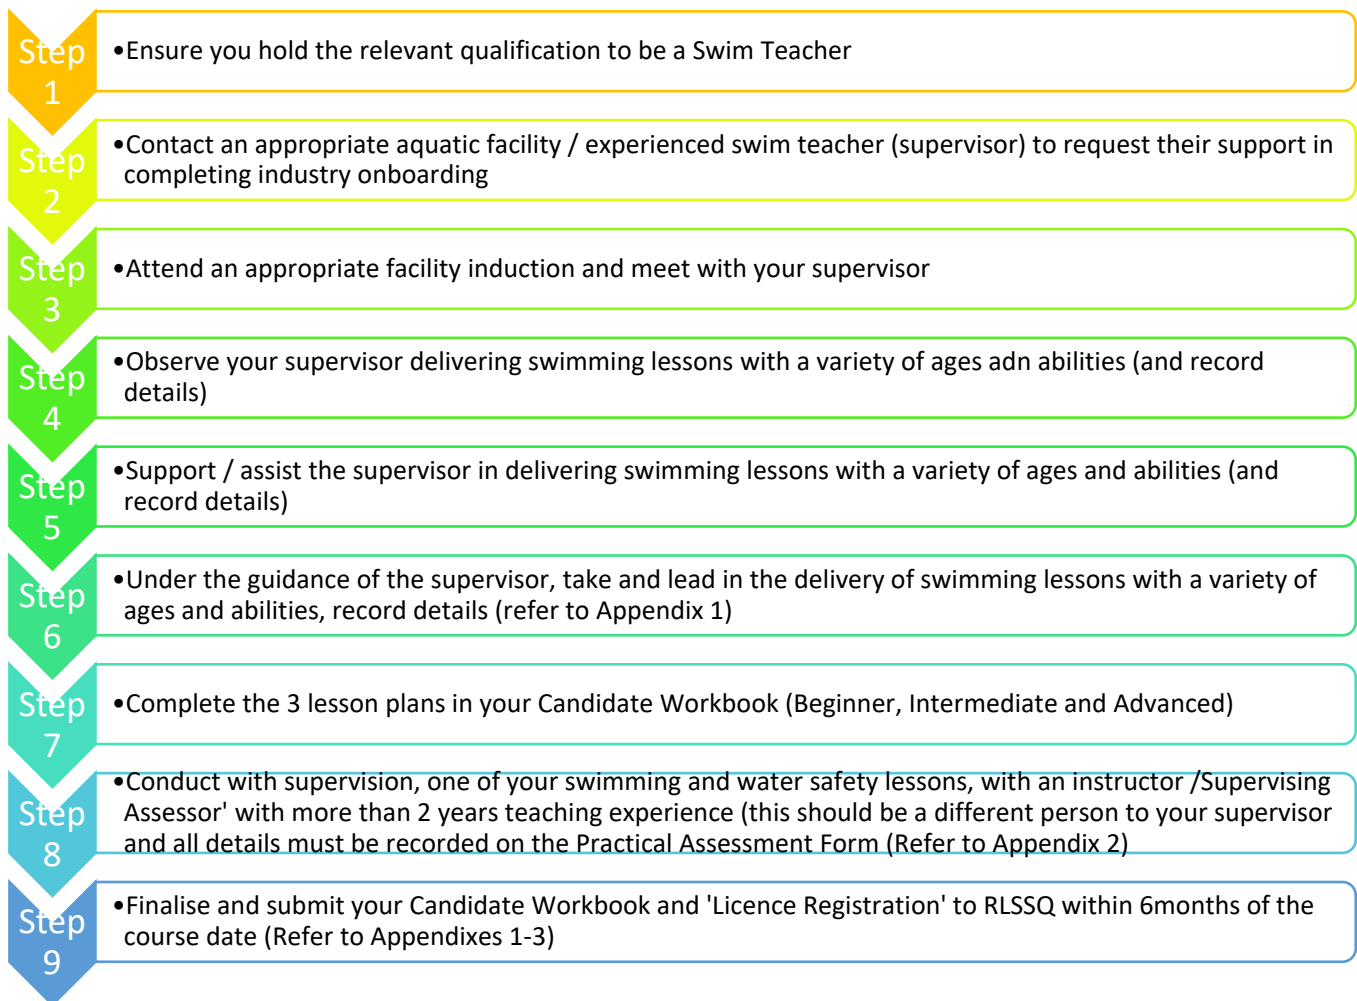 Step
1
•Ensure you hold the relevant qualification to be a Swim Teacher
Step
2
•Contact an appropriate aquatic facility / experienced swim teacher (supervisor) to request their support in
completing industry onboarding
Step
3
•Attend an appropriate facility induction and meet with your supervisor
Step
4
•Observe your supervisor delivering swimming lessons with a variety of ages adn abilities (and record
details)
Step
5
•Support / assist the supervisor in delivering swimming lessons with a variety of ages and abilities (and
record details)
Step
6
•Under the guidance of the supervisor, take and lead in the delivery of swimming lessons with a variety of
ages and abilities, record details (refer to Appendix 1)
Step
7
•Complete the 3 lesson plans in your Candidate Workbook (Beginner, Intermediate and Advanced)
Step
8
•Conduct with supervision, one of your swimming and water safety lessons, with an instructor /Supervising
Assessor' with more than 2 years teaching experience (this should be a different person to your supervisor
and all details must be recorded on the Practical Assessment Form (Refer to Appendix 2)
Step
9
•Finalise and submit your Candidate Workbook and 'Licence Registration' to RLSSQ within 6months of the
course date (Refer to Appendixes 1-3)